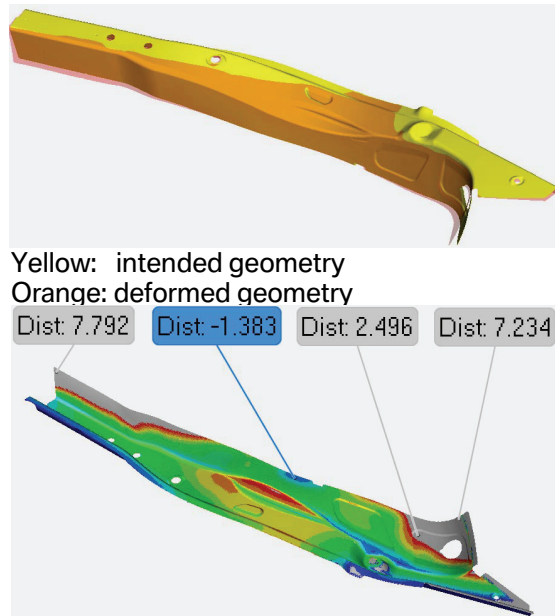 Yellow: intended geometry
Orange: deformed geometry
Dist: 7.792 Dist: -1.383 Dist: 2.496 Dist: 7.234